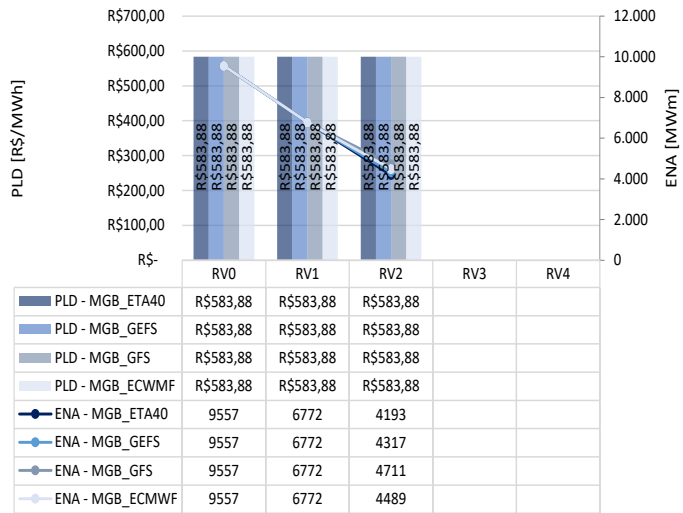 R$700,00 12.000
R$600,00 10.000
R$500,00 8.000
R$400,00 6.000
R$300,00 4.000
R$200,00 2.000
R$100,00 0
R$-
PLD [R$/MWh]
ENA [MWm]
R$583,88 R$583,88 R$583,88 R$583,88
R$583,88 R$583,88 R$583,88 R$583,88
R$583,88 R$583,88 R$583,88 R$583,88
RV0 RV1 RV2 RV3 RV4
PLD - MGB_ETA40 R$583,88 R$583,88 R$583,88
PLD - MGB_GEFS R$583,88 R$583,88 R$583,88
PLD - MGB_GFS R$583,88 R$583,88 R$583,88
PLD - MGB_ECWMF R$583,88 R$583,88 R$583,88
ENA - MGB_ETA40 9557 6772 4193
ENA - MGB_GEFS 9557 6772 4317
ENA - MGB_GFS 9557 6772 4711
ENA - MGB_ECMWF 9557 6772 4489